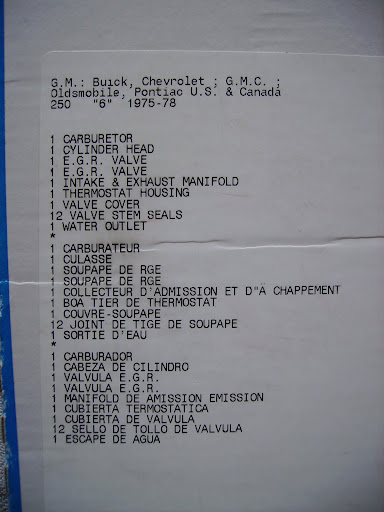 G.M.: Buick, Chevrolet ; G.M.C. ;
Oldsmobile, Pontiac U.S. & Canada
250 "6" 1975-78
1 CARBURETOR
1 CYLINDER HEAD
1 E.G.R. VALVE
1 E.G.R. VALVE
1 INTAKE & EXHAUST MANIFOLD
1 THERMOSTAT HOUSING
1 VALVE COVER
12 VALVE STEM SEALS
1 WATER OUTLET
*
1 CARBURATEUR
1 CULASSE
1 SOUPAPE DE RGE
1 SOUPAPE DE RGE
1 COLLECTEUR D'ADMISSION ET D"A CHAPPEMENT
1 BOA TIER DE THERMOSTAT
1 COUVRE-SOUPAPE
12 JOINT DE TIGE DE SOUPAPE
1 SORTIE D'EAU
*
1 CARBURADOR
1 CABEZA DE CILINDRO
1 VALVULA E.G.R.
1 VALVULA E.G.R.
1 MANIFOLD DE AMISSION EMISSION
1 CUBIERTA TERMOSTATICA
1 CUBIERTA DE VALVULA
12 SELLO DE TOLLO DE VALVULA
1 ESCAPE DE AGUA